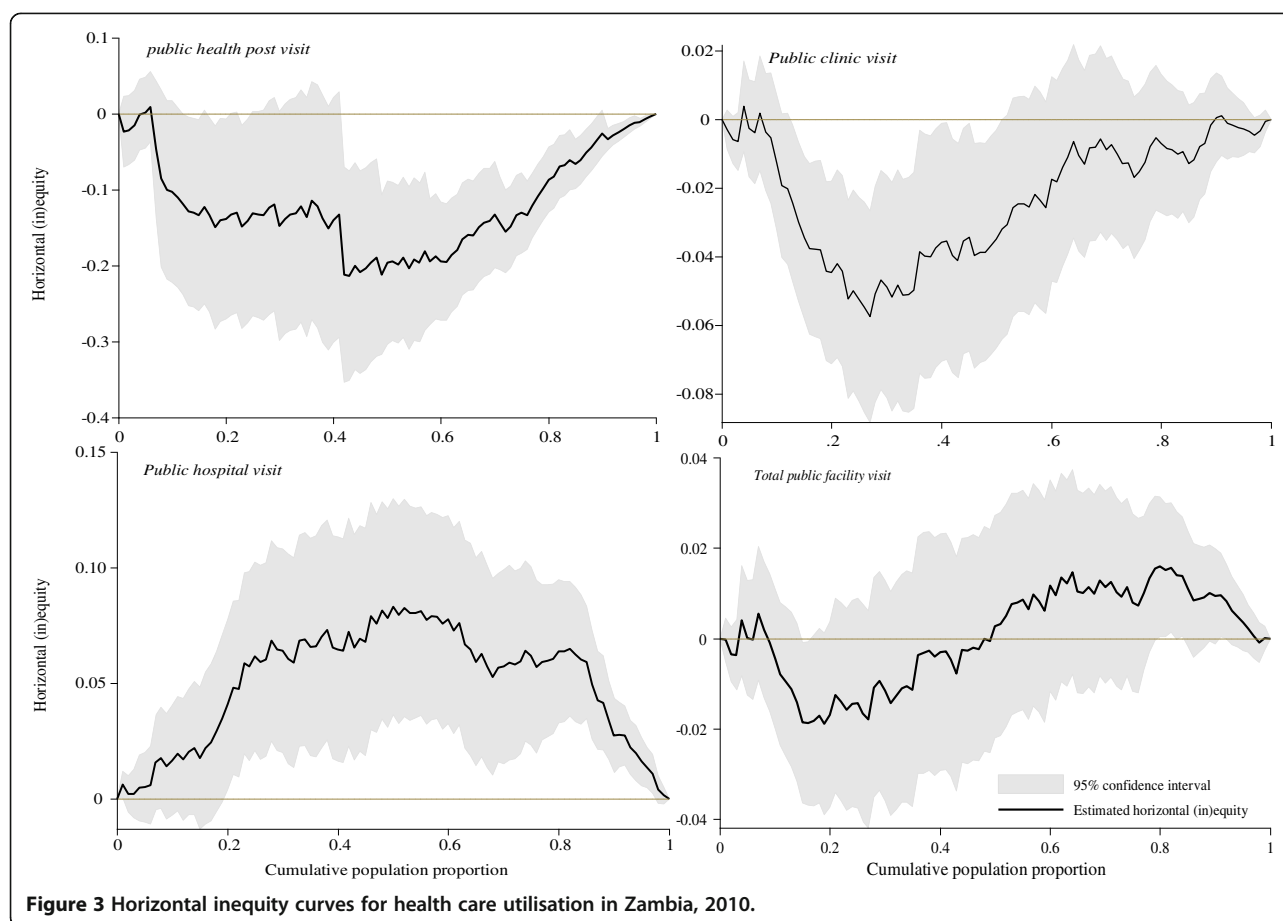 public health post visit
0.1
0
-0.1
-0.2
-0.3
-0.4
Horizontal (in)equity
0 0.2 0.4 0.6 0.8 1
Public clinic visit
0.02
0
-0.02
-0.04
-0.06
-0.08
0 .2 .4 .6 .8 1
Public hospital visit
0.15
0.10
0.05
0
Horizontal (in)equity
0 0.2 0.4 0.6 0.8 1
Cumulative population proportion
Total public facility visit
0.04
0.02
0
-0.02
-0.04
95% confidence interval
Estimated horizontal (in)equity
0 0.2 0.4 0.6 0.8 1
Cumulative population proportion
Figure 3 Horizontal inequity curves for health care utilisation in Zambia, 2010.